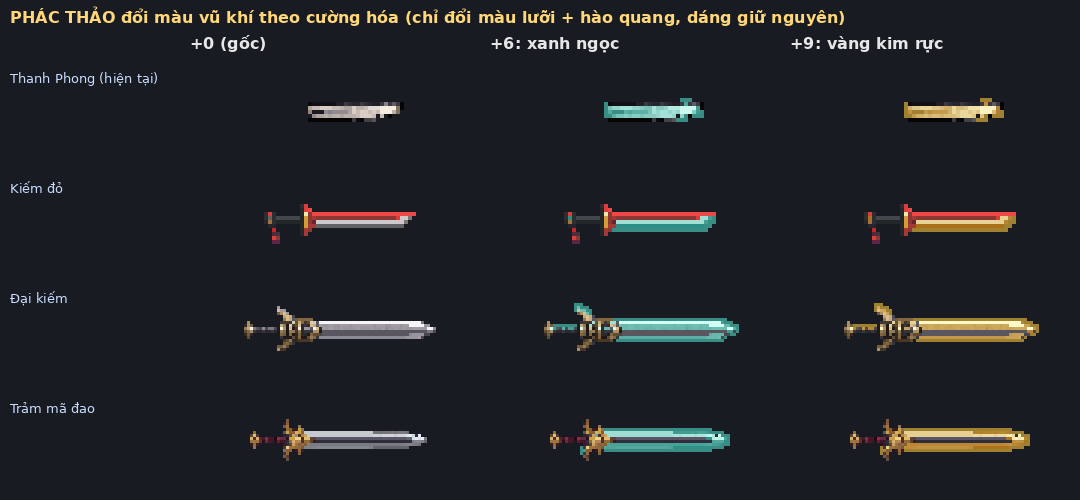 PHÁC THẢO đổi màu vũ khí theo cường hóa (chỉ đổi màu lưỡi + hào quang, dáng giữ nguyên)
+0 (gốc) +6: xanh ngọc +9: vàng kim rực
Thanh Phong (hiện tại)
Kiếm đỏ
Đại kiếm
Trảm mã đao